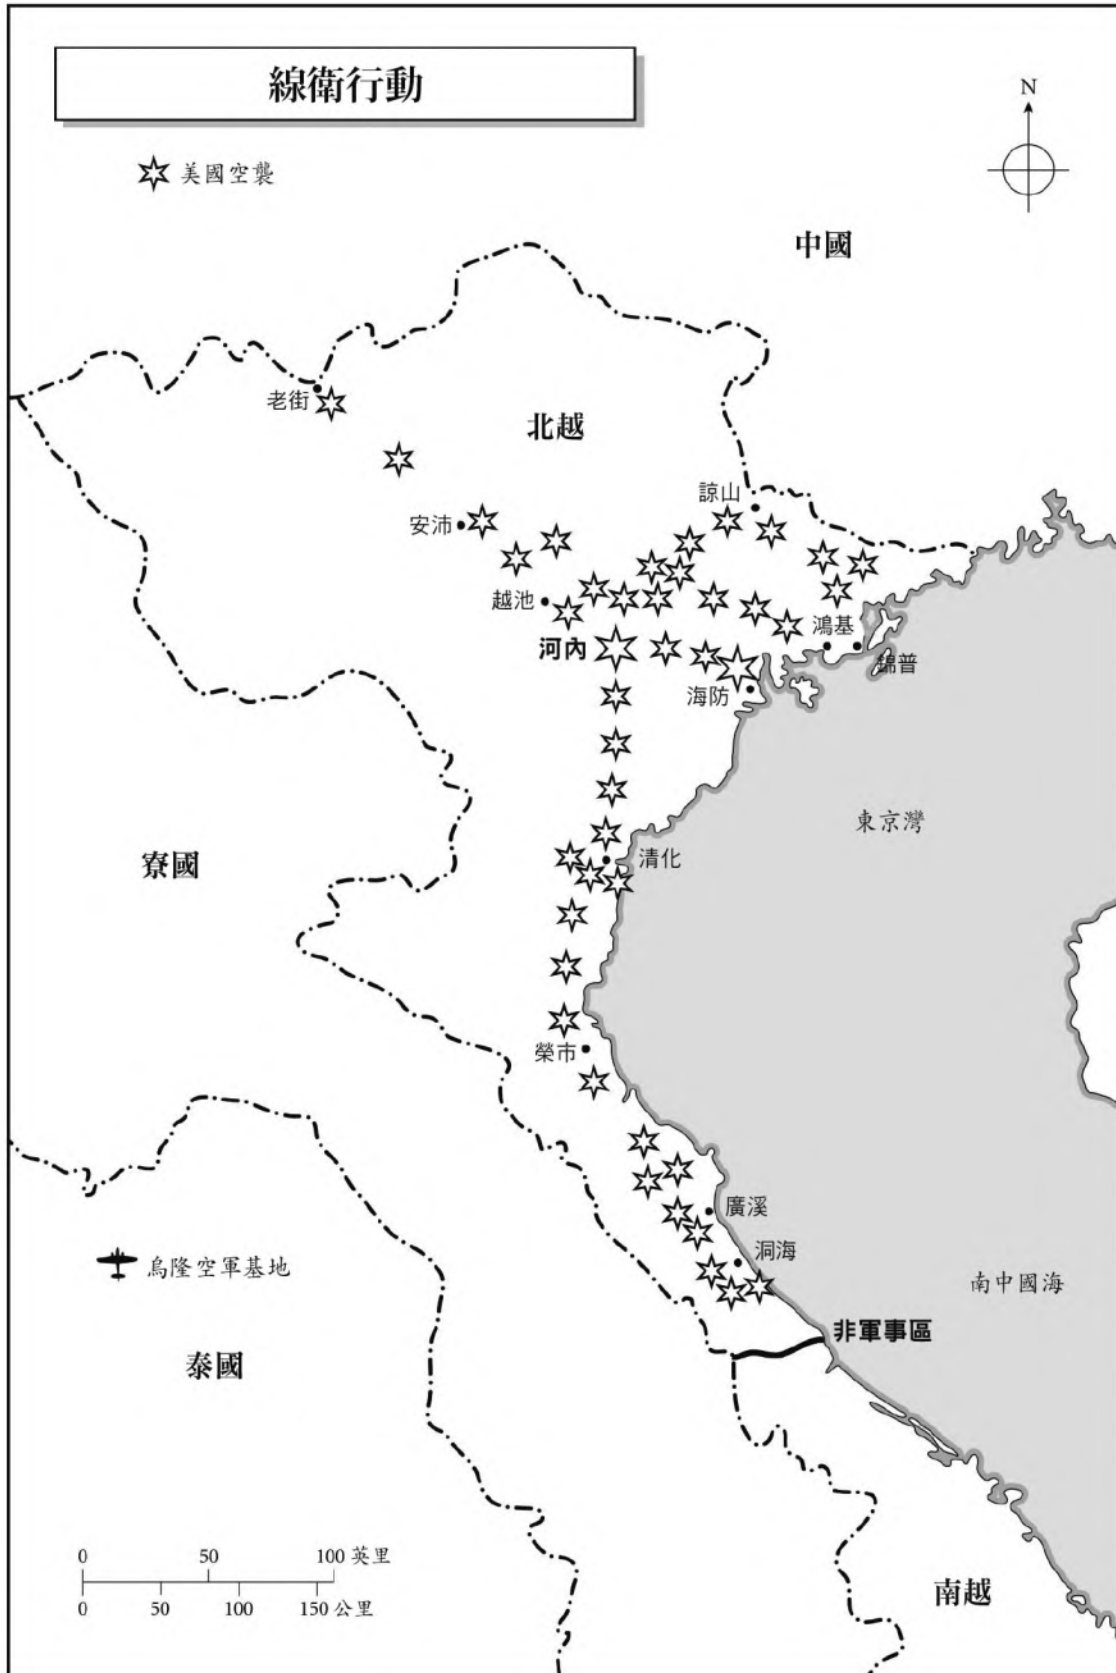 線衛行動
N
美國空襲
中國
老街
北越
諒山
安沛
越池
鴻基
河內
錦普
海防
東京灣
清化
寮國
榮市
廣溪
洞海
烏隆空軍基地
南中國海
非軍事區
泰國
0 50 100 英里
0 50 100 150 公里
南越